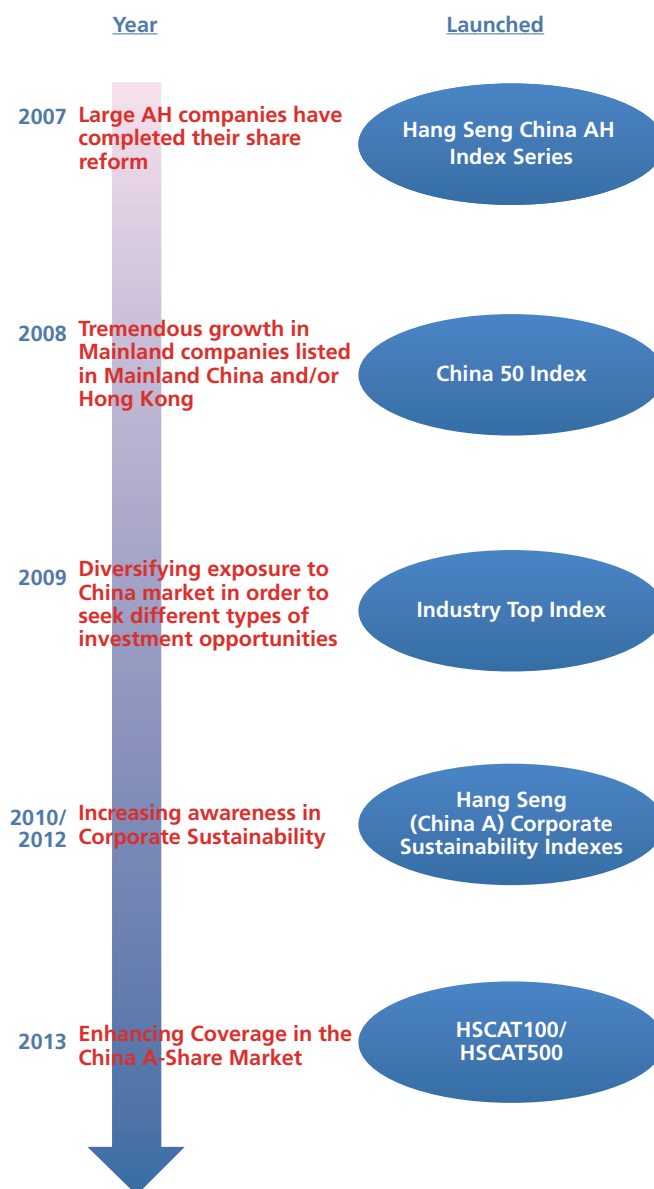 Year
Launched
2007
Large AH companies have
completed their share
reform
Hang Seng China AH
Index Series
2008
Tremendous growth in
Mainland companies listed
in Mainland China and/or
Hong Kong
China 50 Index
2009
Diversifying exposure to
China market in order to
seek different types of
investment opportunities
Industry Top Index
2010/
2012
Increasing awareness in
Corporate Sustainability
Hang Seng
(China A) Corporate
Sustainability Indexes
2013
Enhancing Coverage in the
China A-Share Market
HSCAT100/
HSCAT500